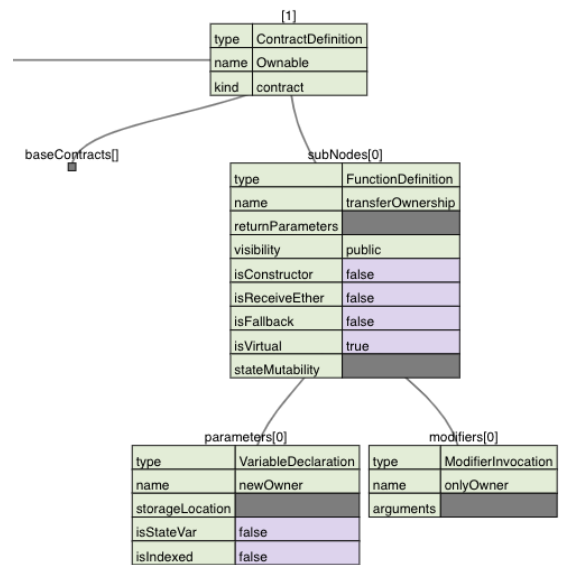 [1]
type ContractDefinition
name Ownable
kind contract
baseContracts[]
subNodes[0]
type FunctionDefinition
name transferOwnership
returnParameters
visibility public
isConstructor false
isReceiveEther false
isFallback false
isVirtual true
stateMutability
parameters[0]
type VariableDeclaration
name newOwner
storageLocation
isStateVar false
isIndexed false
modifiers[0]
type ModifierInvocation
name onlyOwner
arguments